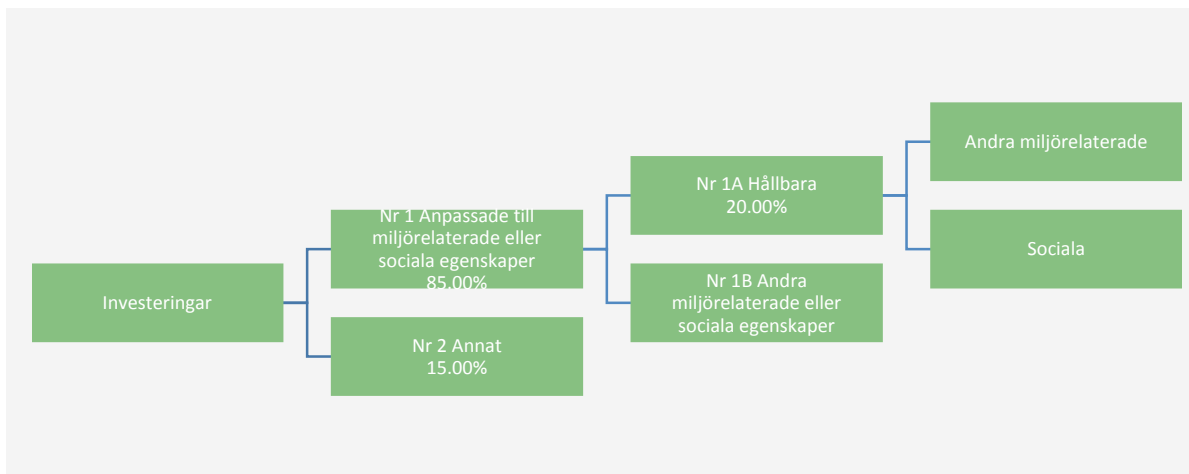 Investeringar
Nr 1 Anpassade till
miljörelaterade eller
sociala egenskaper
85.00%
Nr 2 Annat
15.00%
Nr 1A Hållbara
20.00%
Nr 1B Andra
miljörelaterade eller
sociala egenskaper
Andra miljörelaterade
Sociala